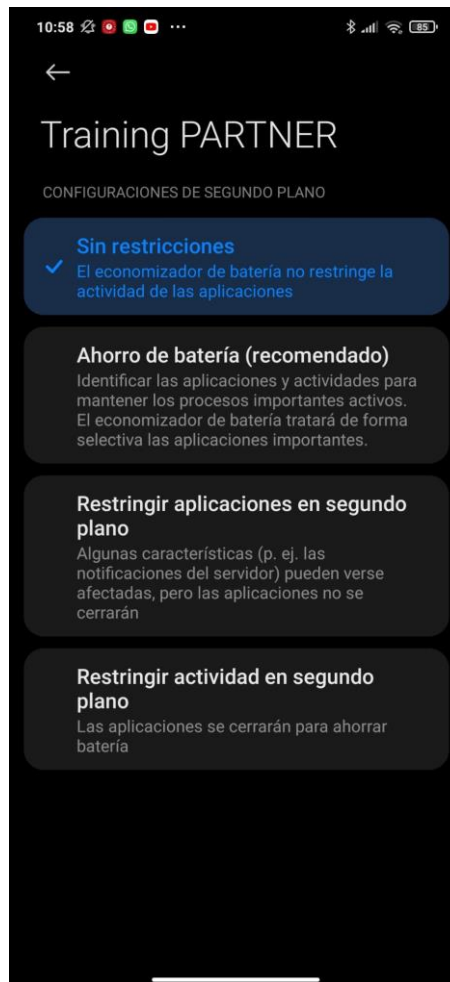 10:58
85
Training PARTNER
CONFIGURACIONES DE SEGUNDO PLANO
Sin restricciones
El economizador de batería no restringe la
actividad de las aplicaciones
Ahorro de batería (recomendado)
Identificar las aplicaciones y actividades para
mantener los procesos importantes activos.
El economizador de batería tratará de forma
selectiva las aplicaciones importantes.
Restringir aplicaciones en segundo
plano
Algunas características (p. ej. las
notificaciones del servidor) pueden verse
afectadas, pero las aplicaciones no se
cerrarán
Restringir actividad en segundo
plano
Las aplicaciones se cerrarán para ahorrar
batería